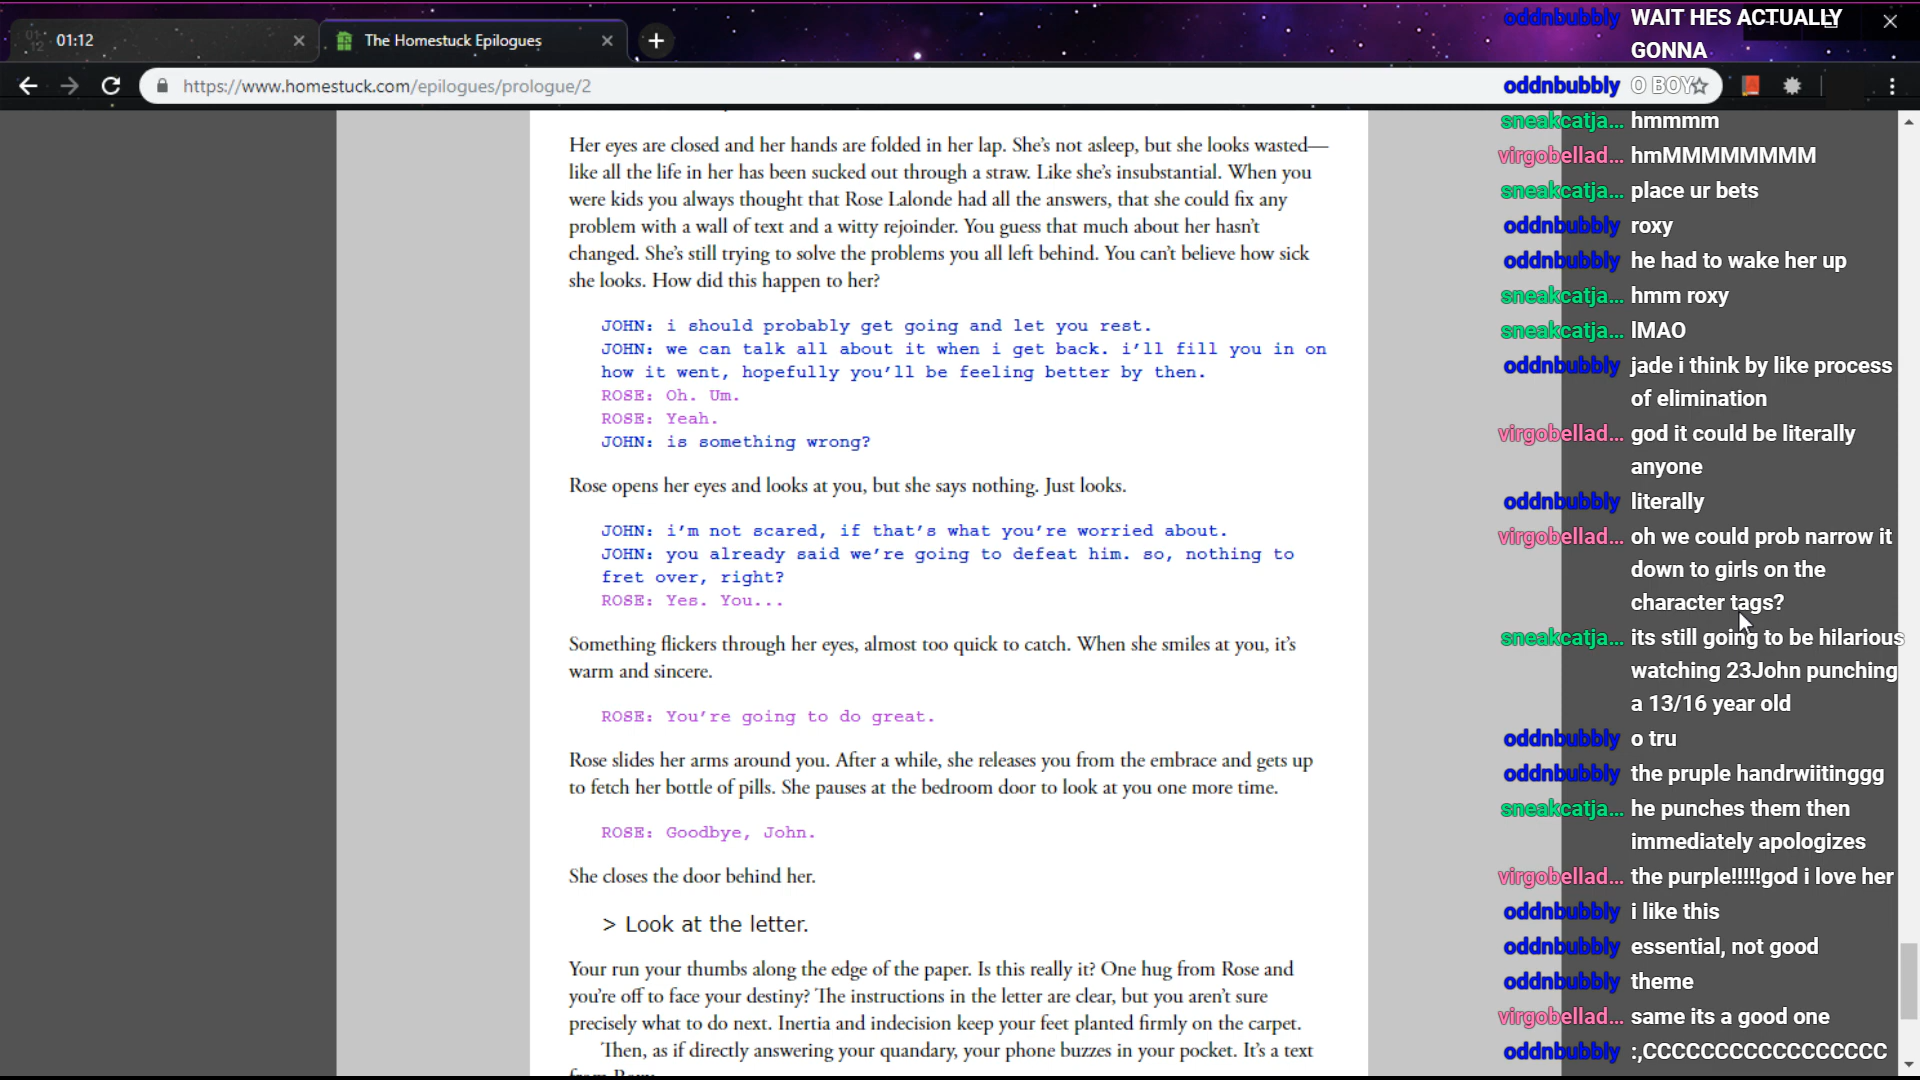 01:12
The Homestuck Epilogues
https://www.homestuck.com/epilogues/prologue/2
Her eyes are closed and her hands are folded in her lap. She’s not asleep, but she looks wasted—
like all the life in her has been sucked out through a straw. Like she’s insubstantial. When you
were kids you always thought that Rose Lalonde had all the answers, that she could fix any
problem with a wall of text and a witty rejoinder. You guess that much about her hasn’t
changed. She’s still trying to solve the problems you all left behind. You can’t believe how sick
she looks. How did this happen to her?
JOHN: i should probably get going and let you rest.
JOHN: we can talk all about it when i get back. i’ll fill you in on
how it went, hopefully you’ll be feeling better by then.
ROSE: Oh. Um.
ROSE: Yeah.
JOHN: is something wrong?
Rose opens her eyes and looks at you, but she says nothing. Just looks.
JOHN: i’m not scared, if that’s what you’re worried about.
JOHN: you already said we’re going to defeat him. so, nothing to
fret over, right?
ROSE: Yes. You...
Something flickers through her eyes, almost too quick to catch. When she smiles at you, it’s
warm and sincere.
ROSE: You’re going to do great.
Rose slides her arms around you. After a while, she releases you from the embrace and gets up
to fetch her bottle of pills. She pauses at the bedroom door to look at you one more time.
ROSE: Goodbye, John.
She closes the door behind her.
> Look at the letter.
Your run your thumbs along the edge of the paper. Is this really it? One hug from Rose and
you’re off to face your destiny? The instructions in the letter are clear, but you aren’t sure
precisely what to do next. Inertia and indecision keep your feet planted firmly on the carpet.
Then, as if directly answering your quandary, your phone buzzes in your pocket. It’s a text
from Roxy.
oddnbubbly WAIT HES ACTUALLY
GONNA
oddnbubbly O BOY
sneakcatja... hmmmm
virgobellad... hmMMMMMMMM
sneakcatja... place ur bets
oddnbubbly roxy
oddnbubbly he had to wake her up
sneakcatja... hmm roxy
sneakcatja... lMAO
oddnbubbly jade i think by like process
of elimination
virgobellad... god it could be literally
anyone
oddnbubbly literally
virgobellad... oh we could prob narrow it
down to girls on the
character tags?
sneakcatja... its still going to be hilarious
watching 23John punching
a 13/16 year old
oddnbubbly o tru
oddnbubbly the pruple handrwiitinggg
sneakcatja... he punches them then
immediately apologizes
virgobellad... the purple!!!!!god i love her
oddnbubbly i like this
oddnbubbly essential, not good
oddnbubbly theme
virgobellad... same its a good one
oddnbubbly :,CCCCCCCCCCCCCCCCC